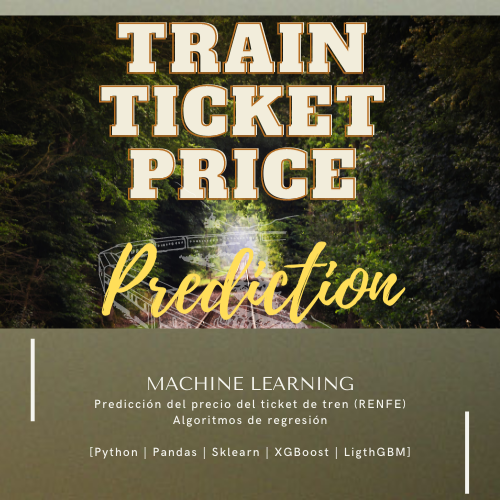 TRAIN
TICKET
PRICE
Prediction
MACHINE LEARNING
Predicción del precio del ticket de tren (RENFE)
Algoritmos de regresión
[Python | Pandas | Sklearn | XGBoost | LigthGBM]